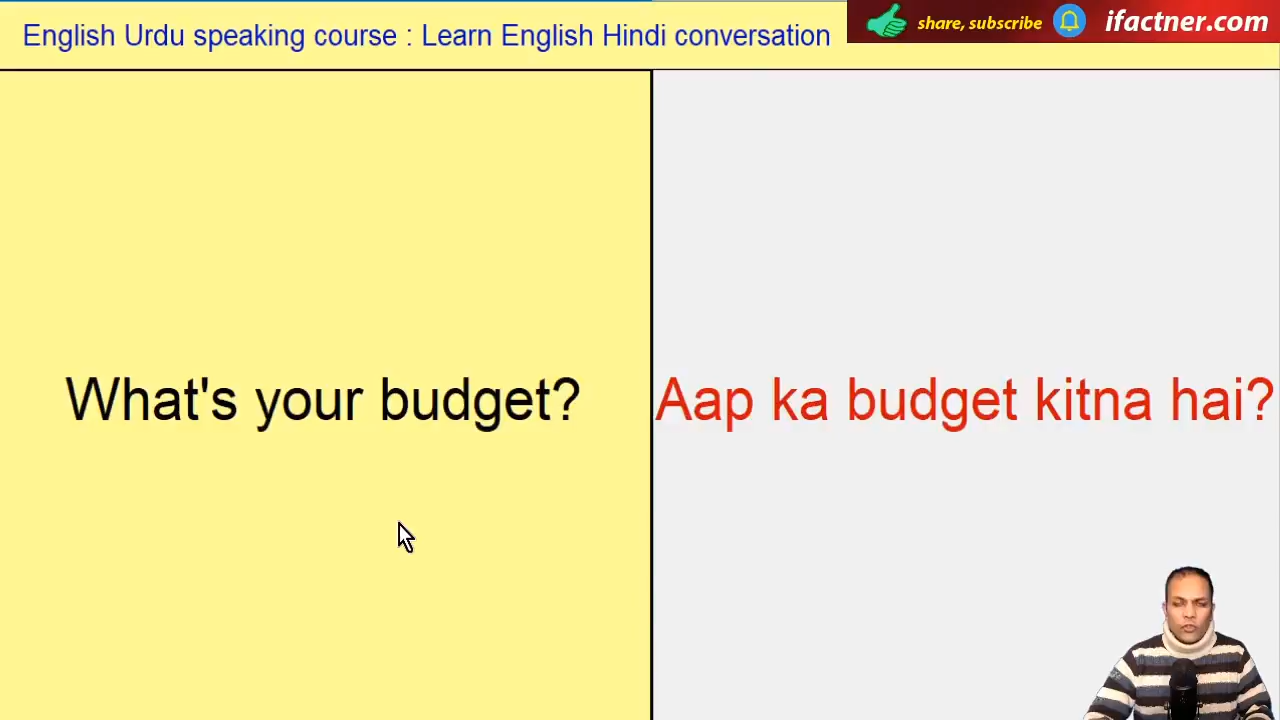 English Urdu speaking course : Learn English Hindi conversation
share, subscribe
ifactner.com
What's your budget?
Aap ka budget kitna hai?